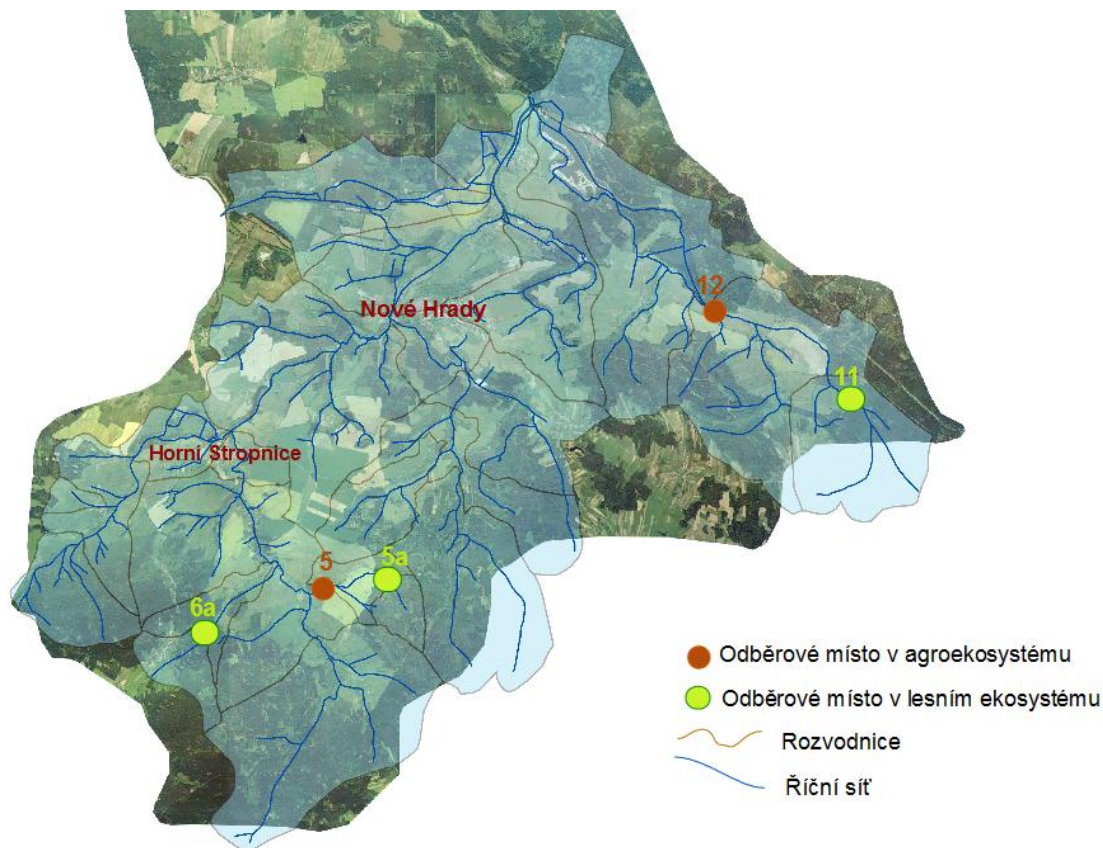 12
Nové Hrady
11
Horní Stropnice
5
5a
6a
Odběrové místo v agroekosystému
Odběrové místo v lesním ekosystému
Rozvodnice
Říční síť